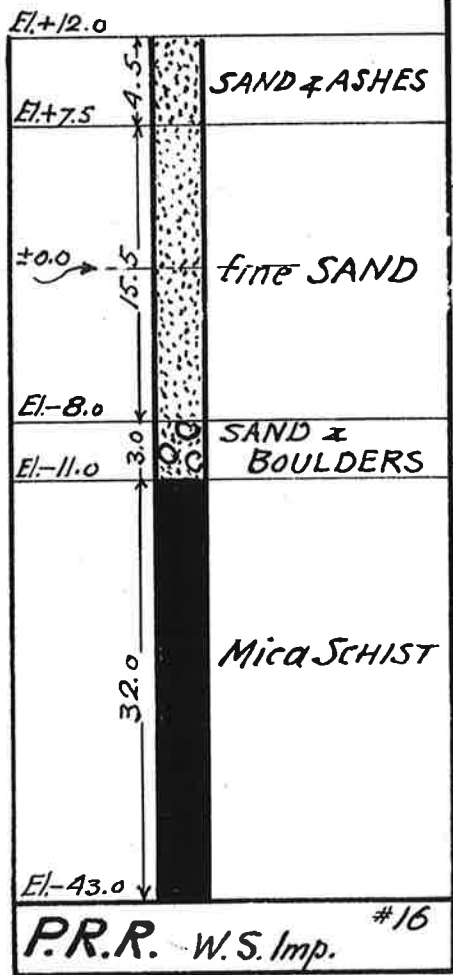 El.+12.0
4.5
SAND & ASHES
El.+7.5
±0.0
15.5
fine SAND
El.-8.0
3.0
SAND &
BOULDERS
El.-11.0
32.0
Mica SCHIST
El.-43.0
P.R.R. W.S. Imp. #16